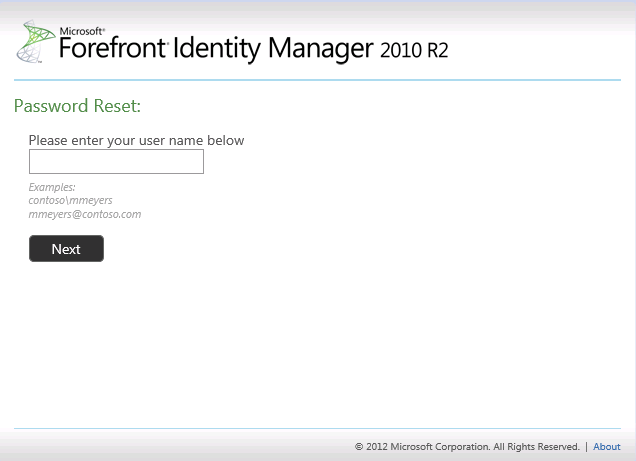 Microsoft®
Forefront® Identity Manager 2010 R2
Password Reset:
Please enter your user name below
Examples:
contoso\mmeyers
mmeyers@contoso.com
Next
© 2012 Microsoft Corporation. All Rights Reserved. | About